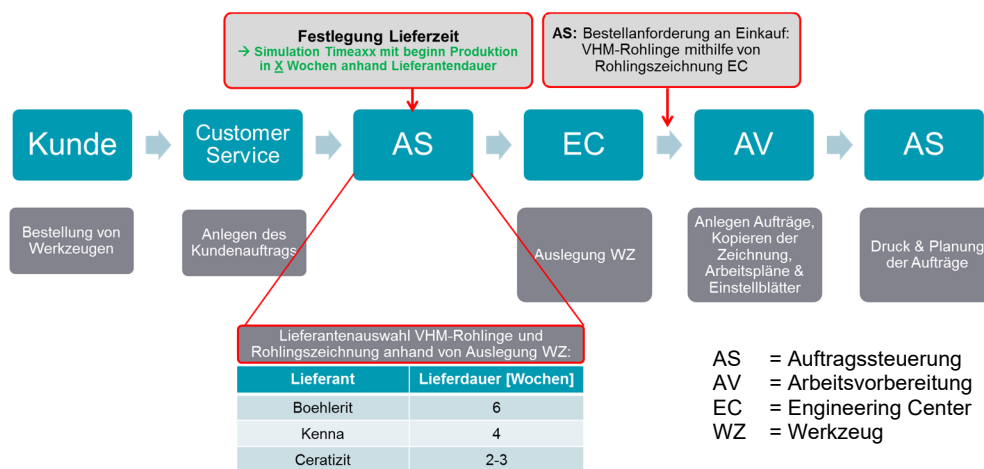 Festlegung Lieferzeit
→ Simulation Timeaxx mit beginn Produktion
in X Wochen anhand Lieferantendauer
AS: Bestellanforderung an Einkauf:
VHM-Rohlinge mithilfe von
Rohlingszeichnung EC
Kunde
Customer
Service
AS
EC
AV
AS
Bestellung von
Werkzeugen
Anlegen des
Kundenauftrags
Auslegung WZ
Anlegen Aufträge,
Kopieren der
Zeichnung,
Arbeitspläne &
Einstellblätter
Druck & Planung
der Aufträge
Lieferantenauswahl VHM-Rohlinge und
Rohlingszeichnung anhand von Auslegung WZ:
Lieferant Lieferdauer [Wochen]
Boehlerit 6
Kenna 4
Ceratizit 2-3
AS = Auftragssteuerung
AV = Arbeitsvorbereitung
EC = Engineering Center
WZ = Werkzeug